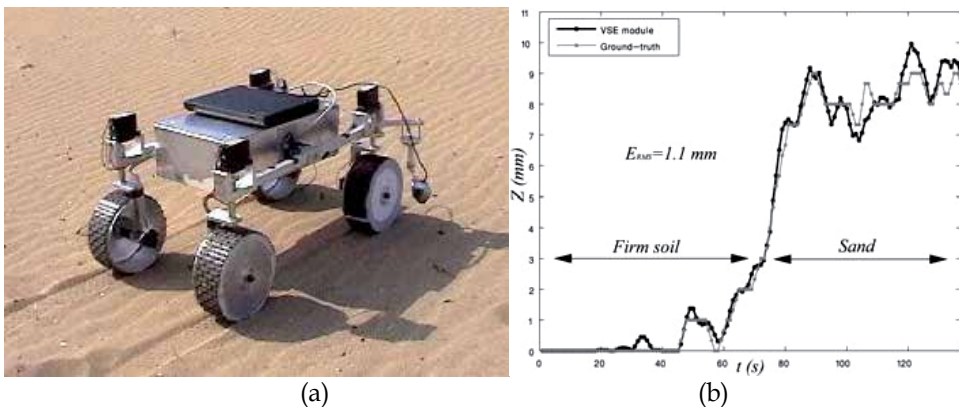 VSE module
Ground-truth
E_RMS=1.1 mm
Firm soil
Sand
Z (mm)
11
10
9
8
7
6
5
4
3
2
1
0
0 20 40 60 80 100 120
t (s)
(a) (b)